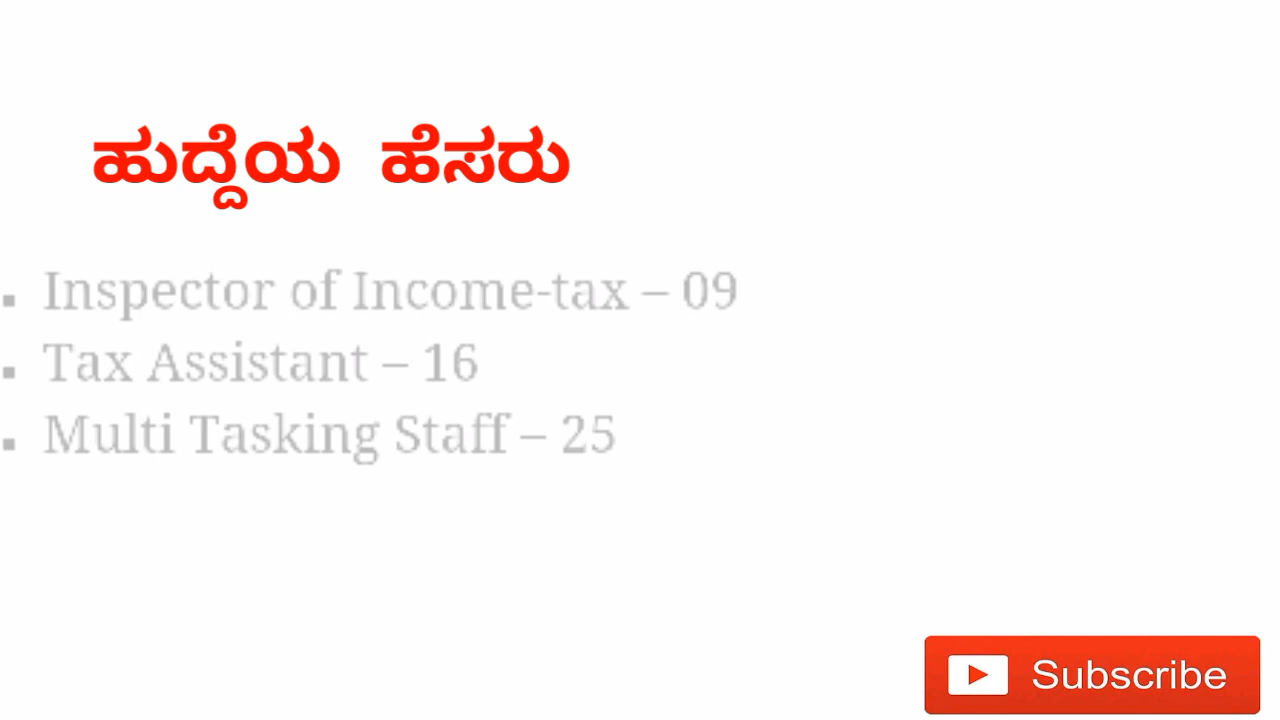 ಹುದ್ದೆಯ ಹೆಸರು
▪ Inspector of Income-tax – 09
▪ Tax Assistant – 16
▪ Multi Tasking Staff – 25
Subscribe